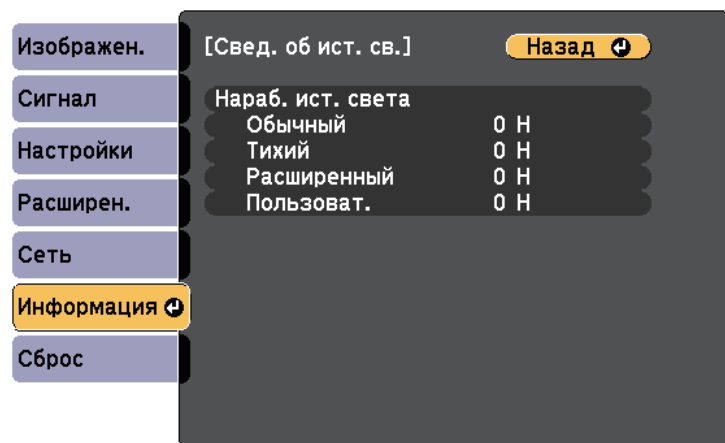 Изображен.
Сигнал
Настройки
Расширен.
Сеть
Информация
Сброс
[Свед. об ист. св.] Назад
Нараб. ист. света
Обычный 0 H
Тихий 0 H
Расширенный 0 H
Пользоват. 0 H